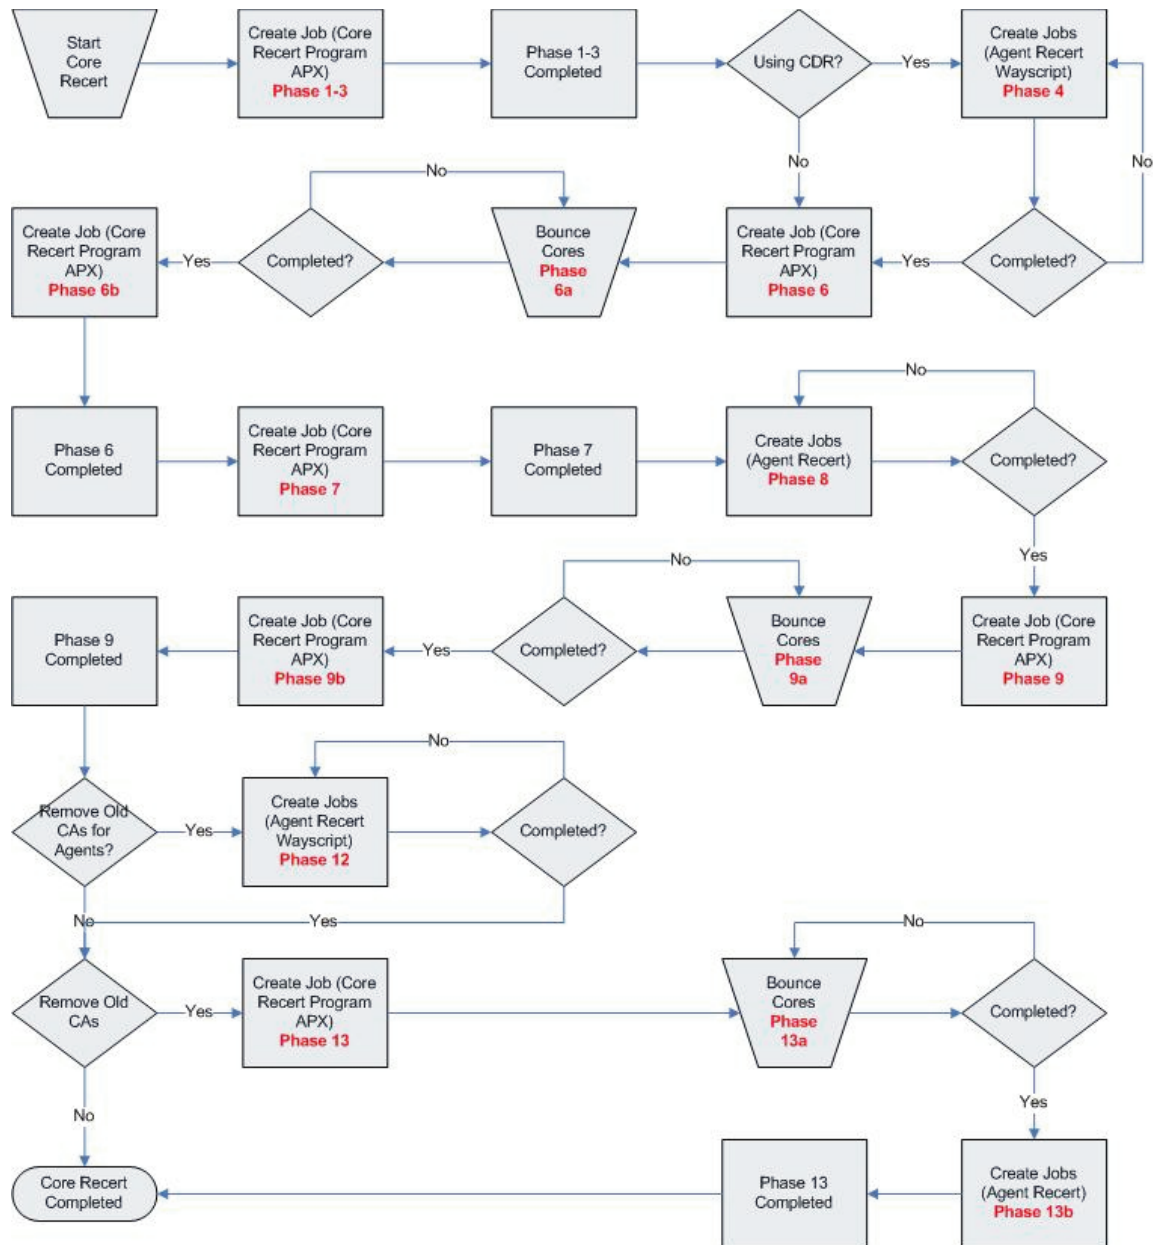 Start
Core
Recert
Create Job (Core
Recert Program
APX)
Phase 1-3
Phase 1-3
Completed
Using CDR?
Yes
Create Jobs
(Agent Recert
Wayscript)
Phase 4
No
No
No
Create Job (Core
Recert Program
APX)
Phase 6b
Yes
Completed?
Bounce
Cores
Phase
6a
Create Job (Core
Recert Program
APX)
Phase 6
Yes
Completed?
No
Phase 6
Completed
Create Job (Core
Recert Program
APX)
Phase 7
Phase 7
Completed
Create Jobs
(Agent Recert)
Phase 8
Completed?
Yes
No
Phase 9
Completed
Create Job (Core
Recert Program
APX)
Phase 9b
Yes
Completed?
Bounce
Cores
Phase
9a
Create Job (Core
Recert Program
APX)
Phase 9
No
Remove Old
CAs for
Agents?
Yes
Create Jobs
(Agent Recert
Wayscript)
Phase 12
Completed?
No
Yes
No
Remove Old
CAs
Yes
Create Job (Core
Recert Program
APX)
Phase 13
Bounce
Cores
Phase
13a
Completed?
No
Yes
Core Recert
Completed
Phase 13
Completed
Create Jobs
(Agent Recert)
Phase 13b